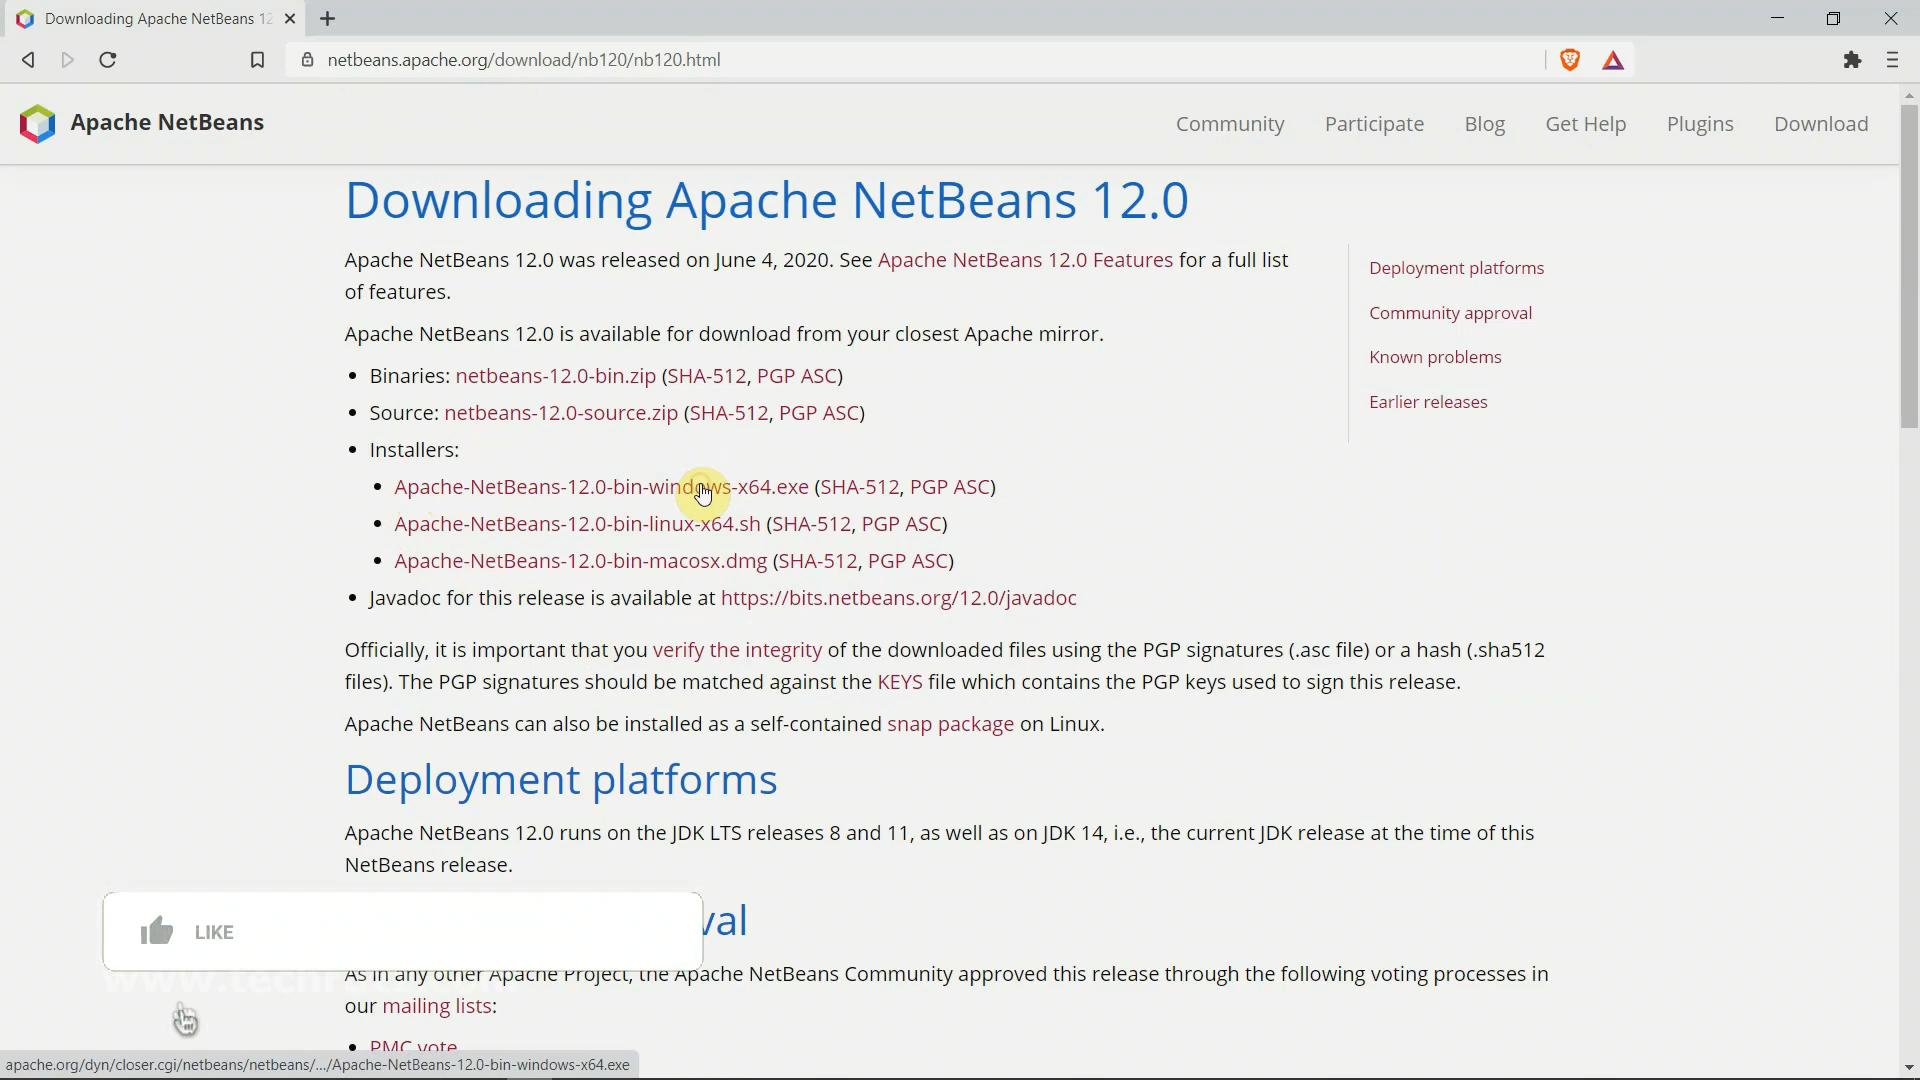 Downloading Apache NetBeans 12
netbeans.apache.org/download/nb120/nb120.html
Apache NetBeans
Community Participate Blog Get Help Plugins Download
Downloading Apache NetBeans 12.0
Apache NetBeans 12.0 was released on June 4, 2020. See Apache NetBeans 12.0 Features for a full list
of features.
Deployment platforms
Community approval
Known problems
Earlier releases
Apache NetBeans 12.0 is available for download from your closest Apache mirror.
• Binaries: netbeans-12.0-bin.zip (SHA-512, PGP ASC)
• Source: netbeans-12.0-source.zip (SHA-512, PGP ASC)
• Installers:
• Apache-NetBeans-12.0-bin-windows-x64.exe (SHA-512, PGP ASC)
• Apache-NetBeans-12.0-bin-linux-x64.sh (SHA-512, PGP ASC)
• Apache-NetBeans-12.0-bin-macosx.dmg (SHA-512, PGP ASC)
• Javadoc for this release is available at https://bits.netbeans.org/12.0/javadoc
Officially, it is important that you verify the integrity of the downloaded files using the PGP signatures (.asc file) or a hash (.sha512
files). The PGP signatures should be matched against the KEYS file which contains the PGP keys used to sign this release.
Apache NetBeans can also be installed as a self-contained snap package on Linux.
Deployment platforms
Apache NetBeans 12.0 runs on the JDK LTS releases 8 and 11, as well as on JDK 14, i.e., the current JDK release at the time of this
NetBeans release.
val
LIKE
As in any other Apache Project, the Apache NetBeans Community approved this release through the following voting processes in
our mailing lists:
• PMC vote
apache.org/dyn/closer.cgi/netbeans/netbeans/.../Apache-NetBeans-12.0-bin-windows-x64.exe